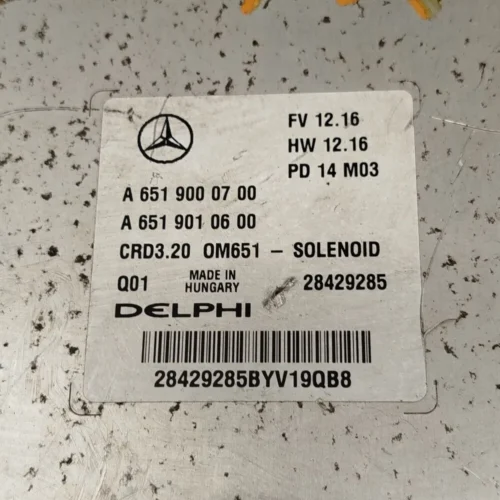 FV 12.16
HW 12.16
PD 14 M03
A 651 900 07 00
A 651 901 06 00
CRD3.20 OM651 – SOLENOID
Q01 MADE IN HUNGARY 28429285
DELPHI
28429285BYV19QB8